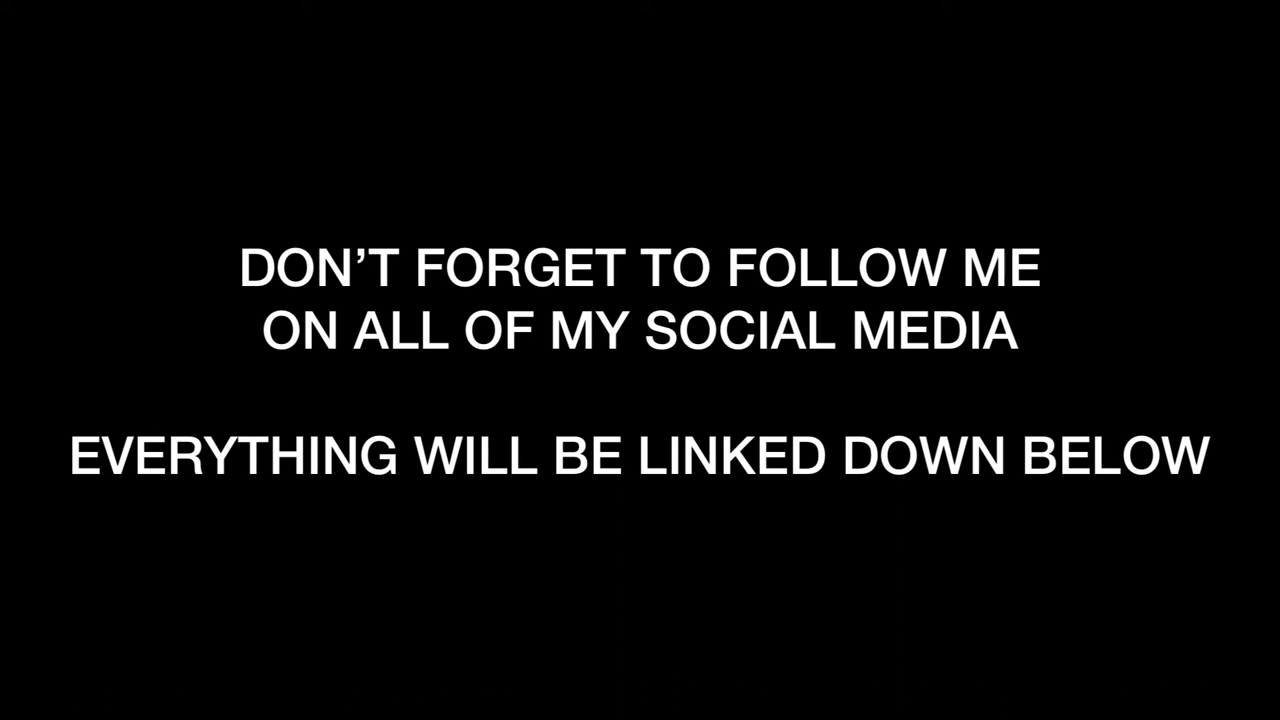 DON’T FORGET TO FOLLOW ME
ON ALL OF MY SOCIAL MEDIA
EVERYTHING WILL BE LINKED DOWN BELOW